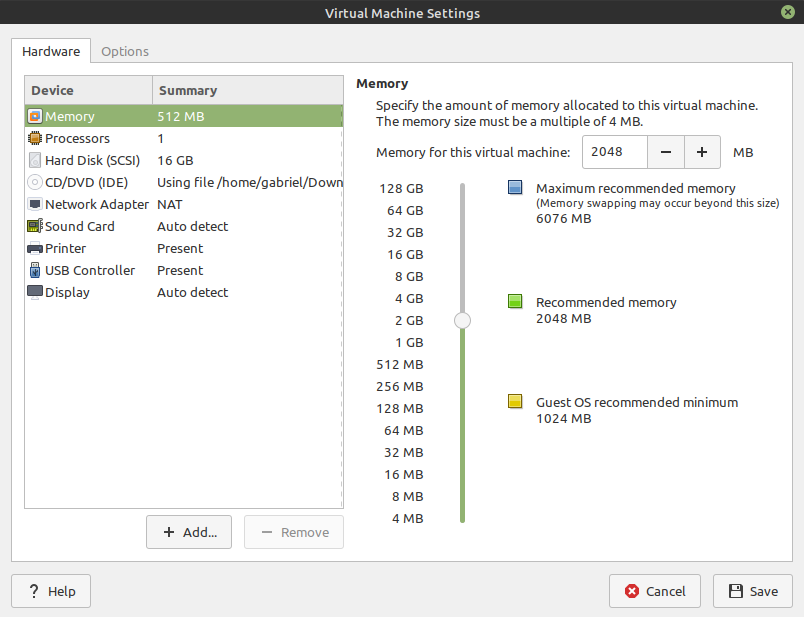 Virtual Machine Settings
Hardware Options
Device Summary
Memory 512 MB
Processors 1
Hard Disk (SCSI) 16 GB
CD/DVD (IDE) Using file /home/gabriel/Down
Network Adapter NAT
Sound Card Auto detect
Printer Present
USB Controller Present
Display Auto detect
+ Add...
− Remove
Memory
Specify the amount of memory allocated to this virtual machine.
The memory size must be a multiple of 4 MB.
Memory for this virtual machine: 2048 − + MB
128 GB
64 GB
32 GB
16 GB
8 GB
4 GB
2 GB
1 GB
512 MB
256 MB
128 MB
64 MB
32 MB
16 MB
8 MB
4 MB
Maximum recommended memory
(Memory swapping may occur beyond this size)
6076 MB
Recommended memory
2048 MB
Guest OS recommended minimum
1024 MB
? Help
Cancel
Save